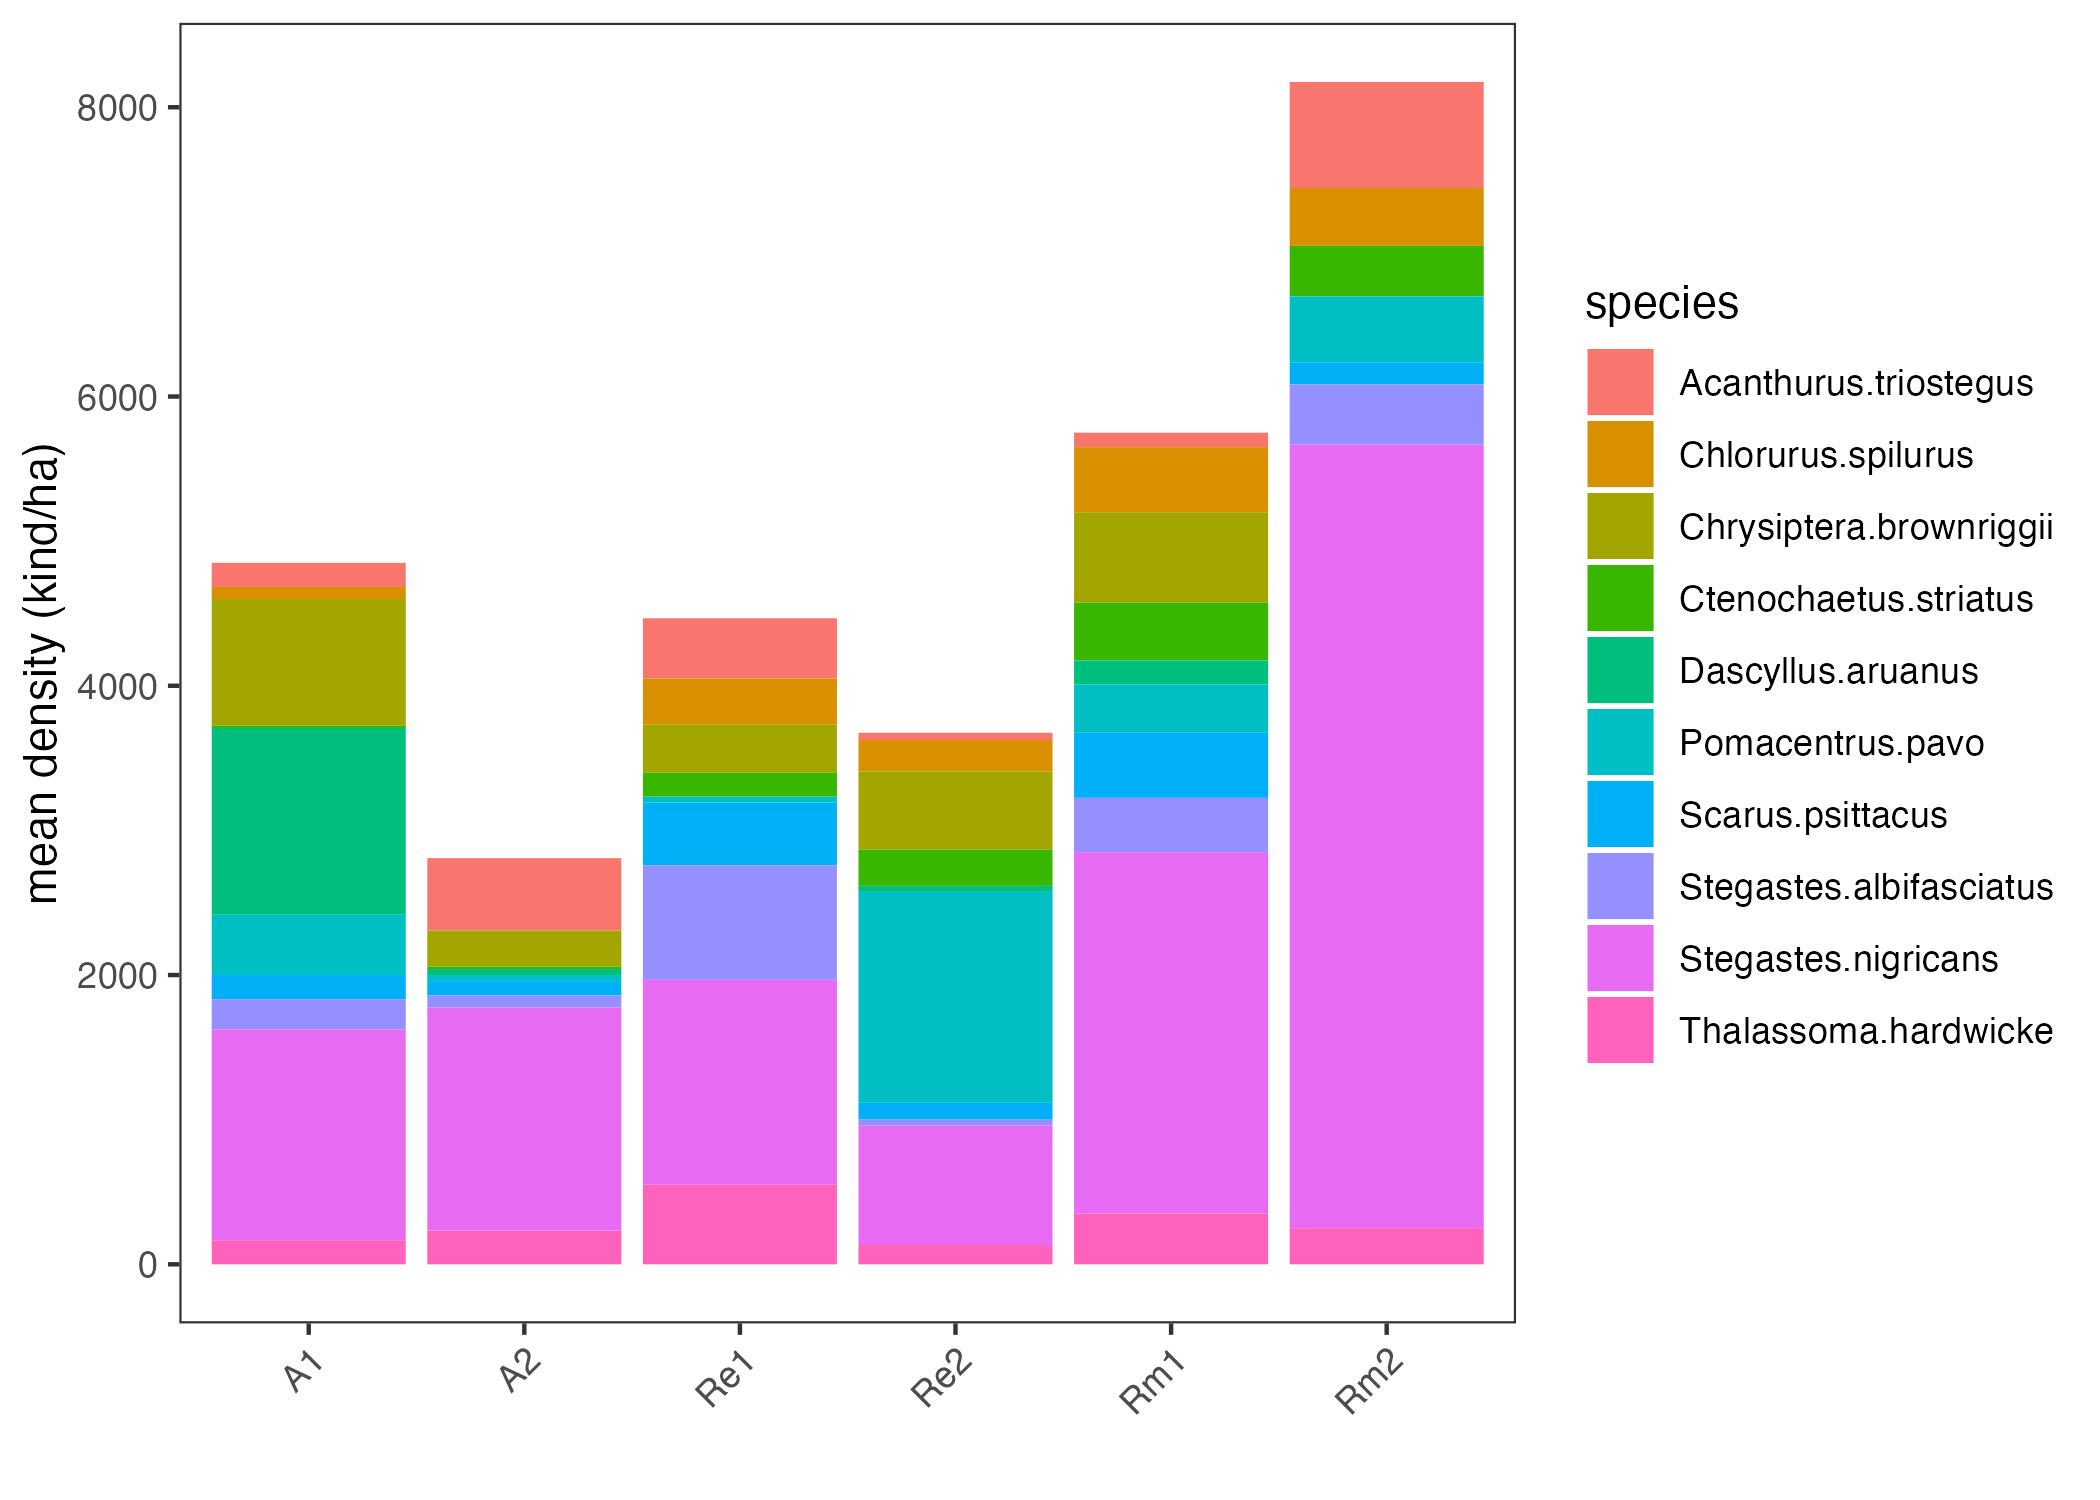 mean density (kind/ha)
8000
6000
4000
2000
0
A1
A2
Re1
Re2
Rm1
Rm2
species
Acanthurus.triostegus
Chlorurus.spilurus
Chrysiptera.brownriggii
Ctenochaetus.striatus
Dascyllus.aruanus
Pomacentrus.pavo
Scarus.psittacus
Stegastes.albifasciatus
Stegastes.nigricans
Thalassoma.hardwicke